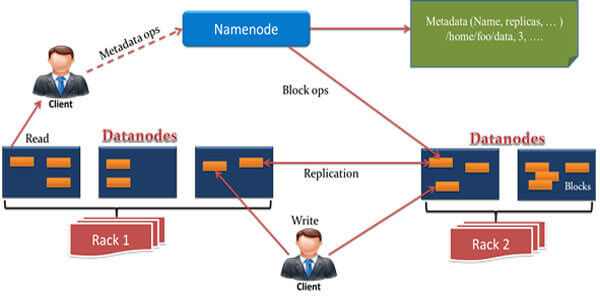 Namenode
Metadata (Name, replicas, … )
/home/foo/data, 3, ….
Metadata ops
Client
Block ops
Read
Datanodes
Datanodes
Replication
Blocks
Rack 1
Write
Rack 2
Client